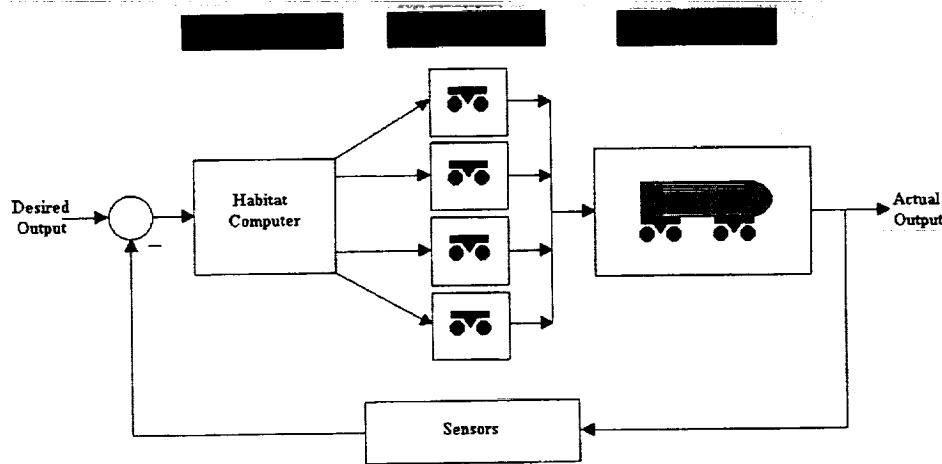 Desired
Output
Habitat
Computer
Actual
Output
Sensors